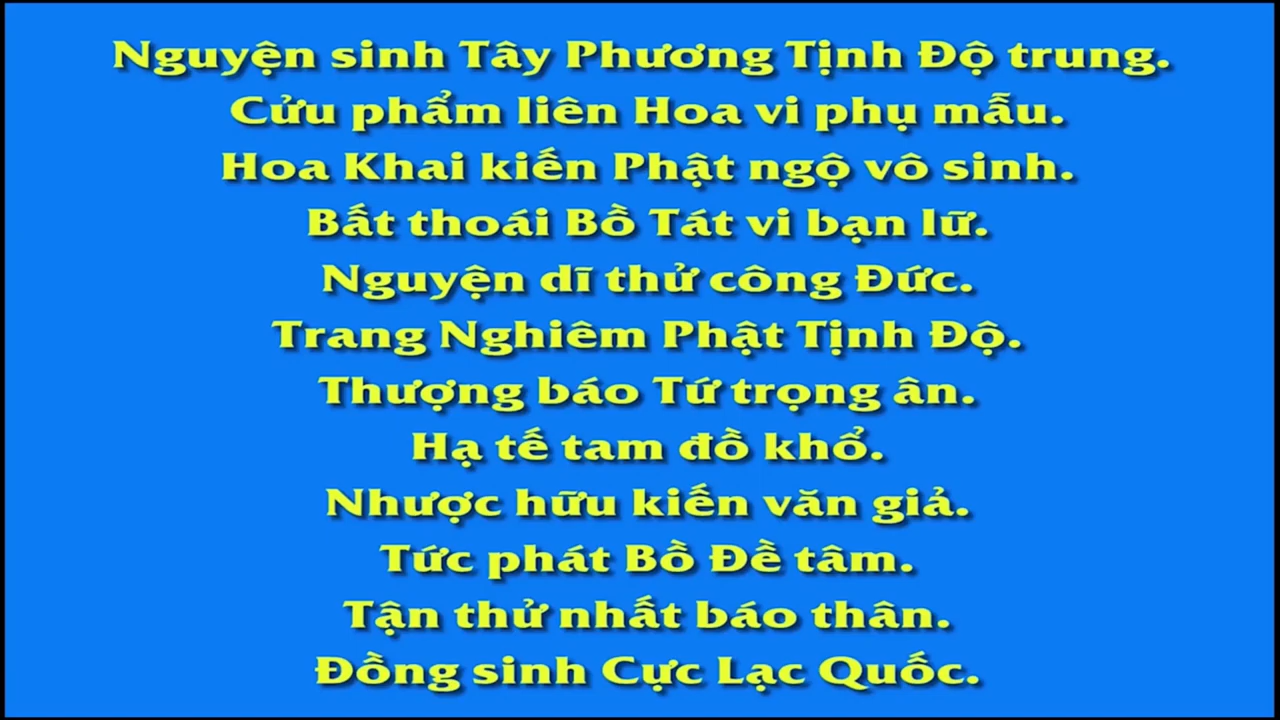 Nguyện sinh Tây Phương Tịnh Độ trung.
Cửu phẩm liên Hoa vi phụ mẫu.
Hoa Khai kiến Phật ngộ vô sinh.
Bất thoái Bồ Tát vi bạn lữ.
Nguyện dĩ thử công Đức.
Trang Nghiêm Phật Tịnh Độ.
Thượng báo Tứ trọng ân.
Hạ tế tam đồ khổ.
Nhược hữu kiến văn giả.
Tức phát Bồ Đề tâm.
Tận thử nhất báo thân.
Đồng sinh Cực Lạc Quốc.